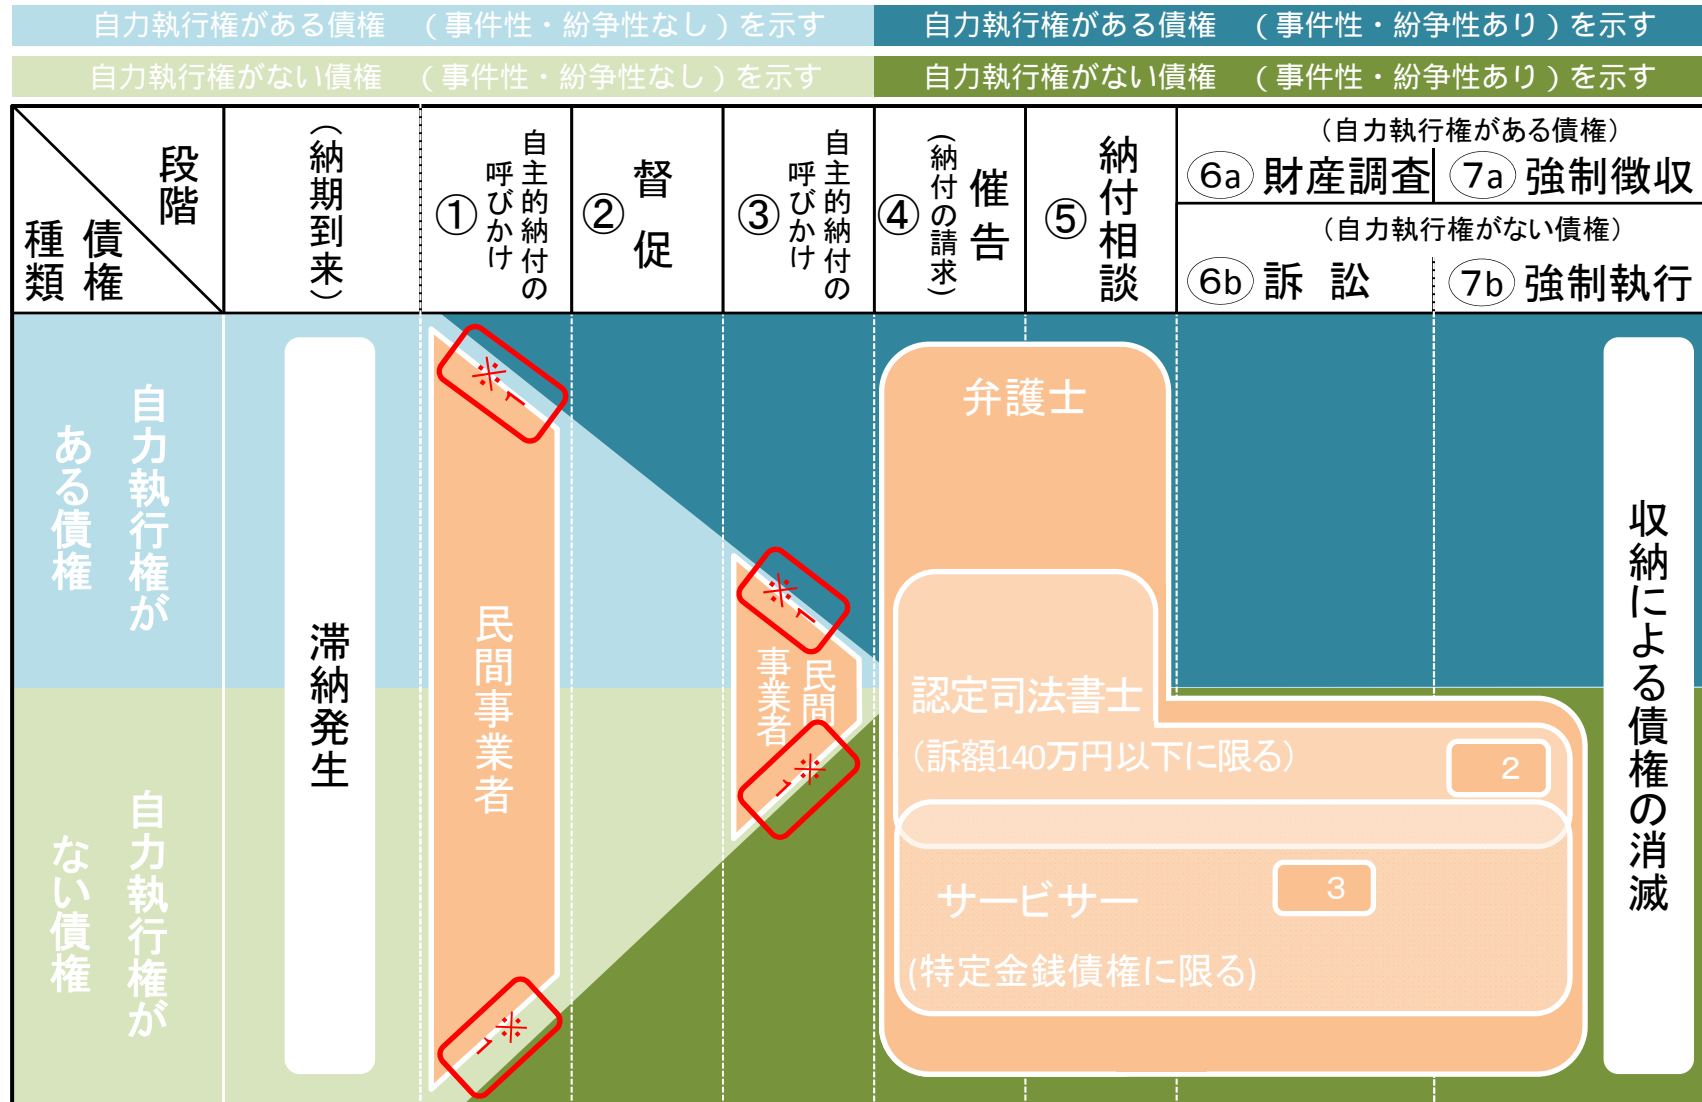 自力執行権がある債権　（事件性・紛争性なし）を示す
自力執行権がある債権　（事件性・紛争性あり）を示す
自力執行権がない債権　（事件性・紛争性なし）を示す
自力執行権がない債権　（事件性・紛争性あり）を示す
段階
債権
種類
（納期到来）
①
自主的納付の
呼びかけ
②
督促
③
自主的納付の
呼びかけ
④
催告
（納付の請求）
⑤
納付相談
（自力執行権がある債権）
6a 財産調査
7a 強制徴収
（自力執行権がない債権）
6b 訴訟
7b 強制執行
自力執行権が
ある債権
自力執行権が
ない債権
滞納発生
※1
民間事業者
※1
※1
民間
事業者
※1
弁護士
認定司法書士
（訴額140万円以下に限る）
2
サービサー
3
(特定金銭債権に限る)
収納による債権の消滅